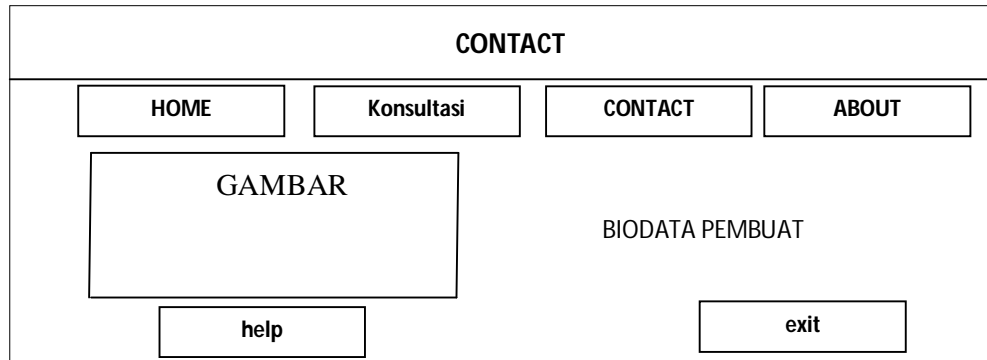 CONTACT
HOME
Konsultasi
CONTACT
ABOUT
GAMBAR
BIODATA PEMBUAT
help
exit